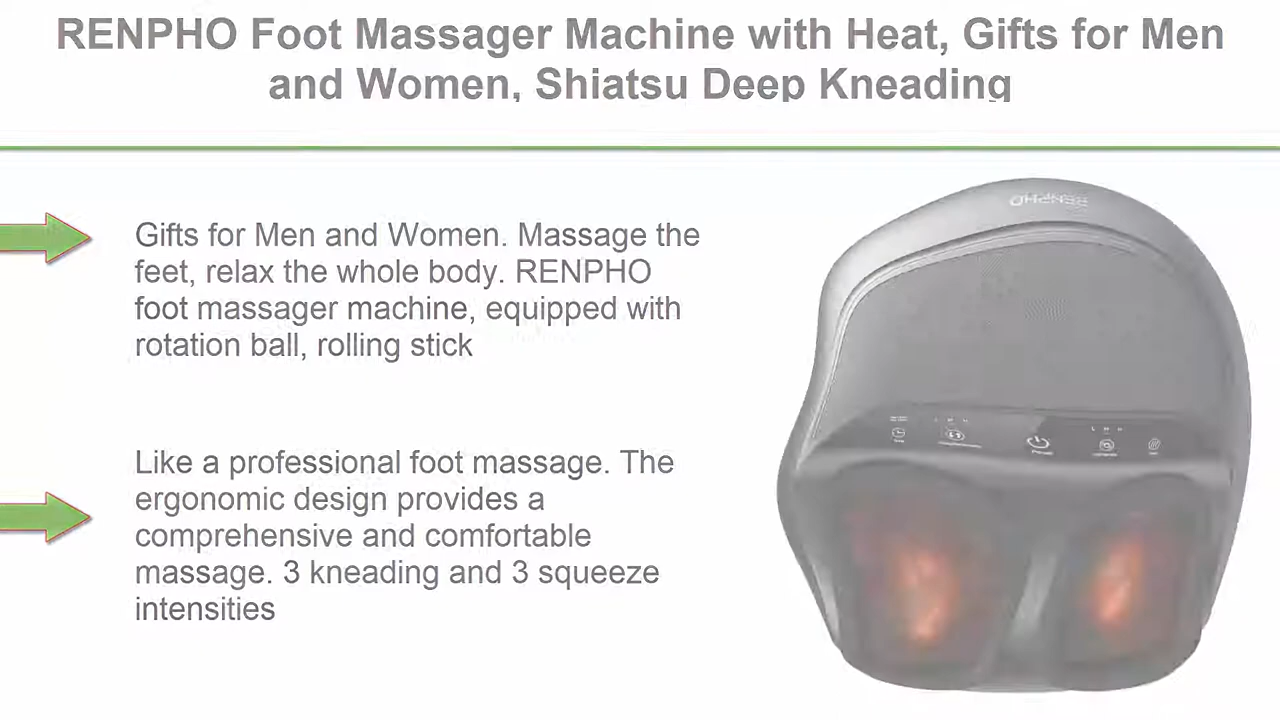 RENPHO Foot Massager Machine with Heat, Gifts for Men
and Women, Shiatsu Deep Kneading
Gifts for Men and Women. Massage the
feet, relax the whole body. RENPHO
foot massager machine, equipped with
rotation ball, rolling stick
Like a professional foot massage. The
ergonomic design provides a
comprehensive and comfortable
massage. 3 kneading and 3 squeeze
intensities
RENPHO